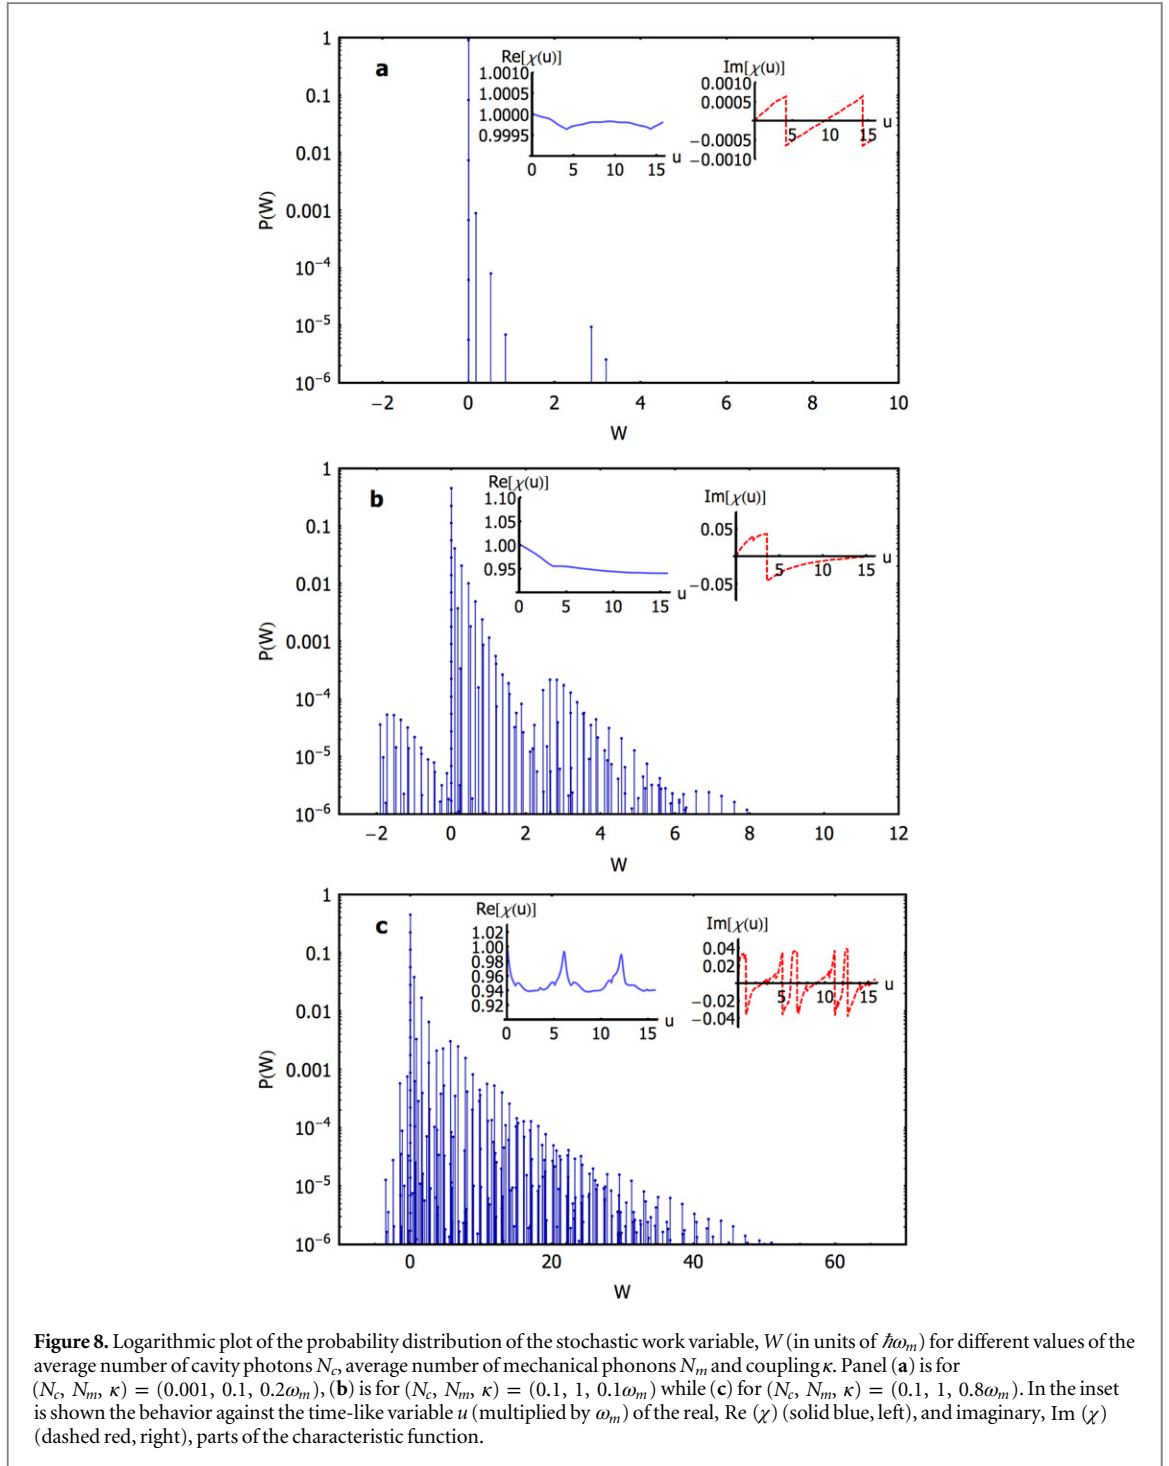 a
Re[χ(u)]
1.0010
1.0005
1.0000
0.9995
0 5 10 15 u
Im[χ(u)]
0.0010
0.0005
−0.0005
−0.0010
5 10 15 u
P(W)
1
0.1
0.01
0.001
10⁻⁴
10⁻⁵
10⁻⁶
−2 0 2 4 6 8 10
W
b
Re[χ(u)]
1.10
1.05
1.00
0.95
0 5 10 15 u
Im[χ(u)]
0.05
−0.05
5 10 15 u
P(W)
1
0.1
0.01
0.001
10⁻⁴
10⁻⁵
10⁻⁶
−2 0 2 4 6 8 10 12
W
c
Re[χ(u)]
1.02
1.00
0.98
0.96
0.94
0.92
0 5 10 15 u
Im[χ(u)]
0.04
0.02
−0.02
−0.04
5 10 15 u
P(W)
1
0.1
0.01
0.001
10⁻⁴
10⁻⁵
10⁻⁶
0 20 40 60
W
Figure 8. Logarithmic plot of the probability distribution of the stochastic work variable, W (in units of ℏωₘ) for different values of the
average number of cavity photons N_c, average number of mechanical phonons Nₘ and coupling κ. Panel (a) is for
(N_c, Nₘ, κ) = (0.001, 0.1, 0.2ωₘ), (b) is for (N_c, Nₘ, κ) = (0.1, 1, 0.1ωₘ) while (c) for (N_c, Nₘ, κ) = (0.1, 1, 0.8ωₘ). In the inset
is shown the behavior against the time-like variable u (multiplied by ωₘ) of the real, Re (χ) (solid blue, left), and imaginary, Im (χ)
(dashed red, right), parts of the characteristic function.